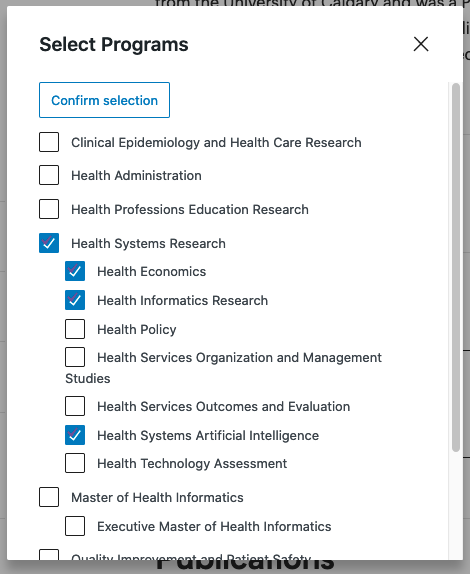 from the University of Calgary and was a P
Select Programs
Confirm selection
Clinical Epidemiology and Health Care Research
Health Administration
Health Professions Education Research
Health Systems Research
Health Economics
Health Informatics Research
Health Policy
Health Services Organization and Management
Studies
Health Services Outcomes and Evaluation
Health Systems Artificial Intelligence
Health Technology Assessment
Master of Health Informatics
Executive Master of Health Informatics
Quality Improvement and Patient Safety
Publications